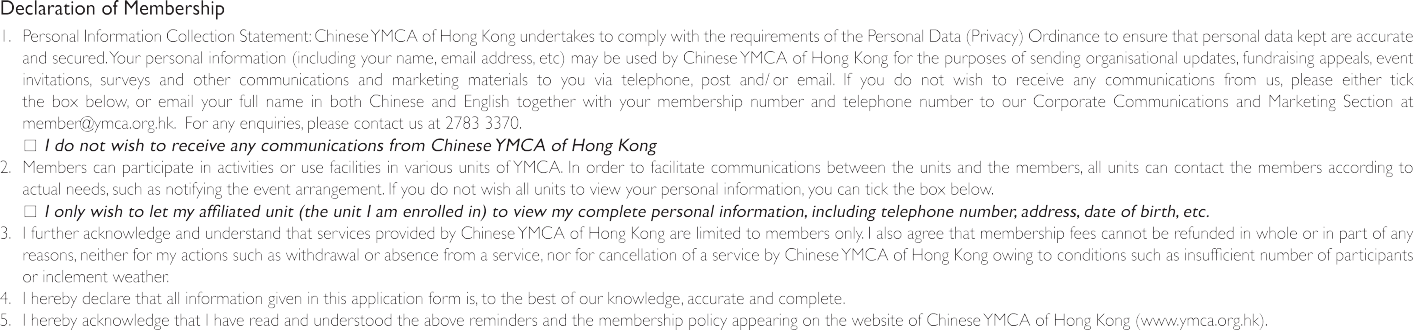 Declaration of Membership
1. Personal Information Collection Statement: Chinese YMCA of Hong Kong undertakes to comply with the requirements of the Personal Data (Privacy) Ordinance to ensure that personal data kept are accurate
and secured. Your personal information (including your name, email address, etc) may be used by Chinese YMCA of Hong Kong for the purposes of sending organisational updates, fundraising appeals, event
invitations, surveys and other communications and marketing materials to you via telephone, post and/or email. If you do not wish to receive any communications from us, please either tick
the box below, or email your full name in both Chinese and English together with your membership number and telephone number to our Corporate Communications and Marketing Section at
member@ymca.org.hk. For any enquiries, please contact us at 2783 3370.
□ I do not wish to receive any communications from Chinese YMCA of Hong Kong
2. Members can participate in activities or use facilities in various units of YMCA. In order to facilitate communications between the units and the members, all units can contact the members according to
actual needs, such as notifying the event arrangement. If you do not wish all units to view your personal information, you can tick the box below.
□ I only wish to let my affiliated unit (the unit I am enrolled in) to view my complete personal information, including telephone number, address, date of birth, etc.
3. I further acknowledge and understand that services provided by Chinese YMCA of Hong Kong are limited to members only. I also agree that membership fees cannot be refunded in whole or in part of any
reasons, neither for my actions such as withdrawal or absence from a service, nor for cancellation of a service by Chinese YMCA of Hong Kong owing to conditions such as insufficient number of participants
or inclement weather.
4. I hereby declare that all information given in this application form is, to the best of our knowledge, accurate and complete.
5. I hereby acknowledge that I have read and understood the above reminders and the membership policy appearing on the website of Chinese YMCA of Hong Kong (www.ymca.org.hk).